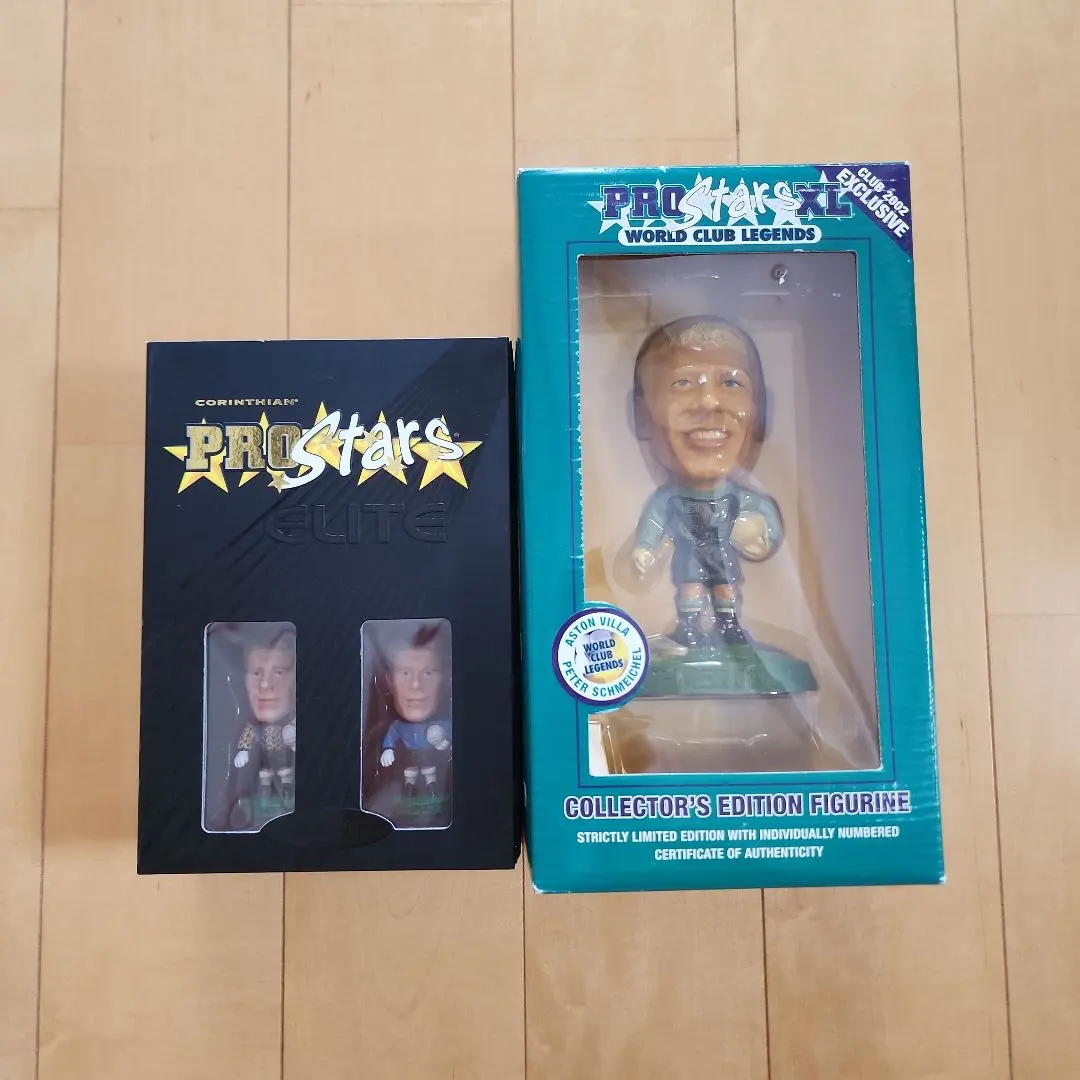 CORINTHIAN®
PROStars®
ELITE
PROStarsXL
WORLD CLUB LEGENDS
CLUB 2002
EXCLUSIVE
ASTON VILLA
WORLD
CLUB
LEGENDS
PETER SCHMEICHEL
COLLECTOR'S EDITION FIGURINE
STRICTLY LIMITED EDITION WITH INDIVIDUALLY NUMBERED
CERTIFICATE OF AUTHENTICITY